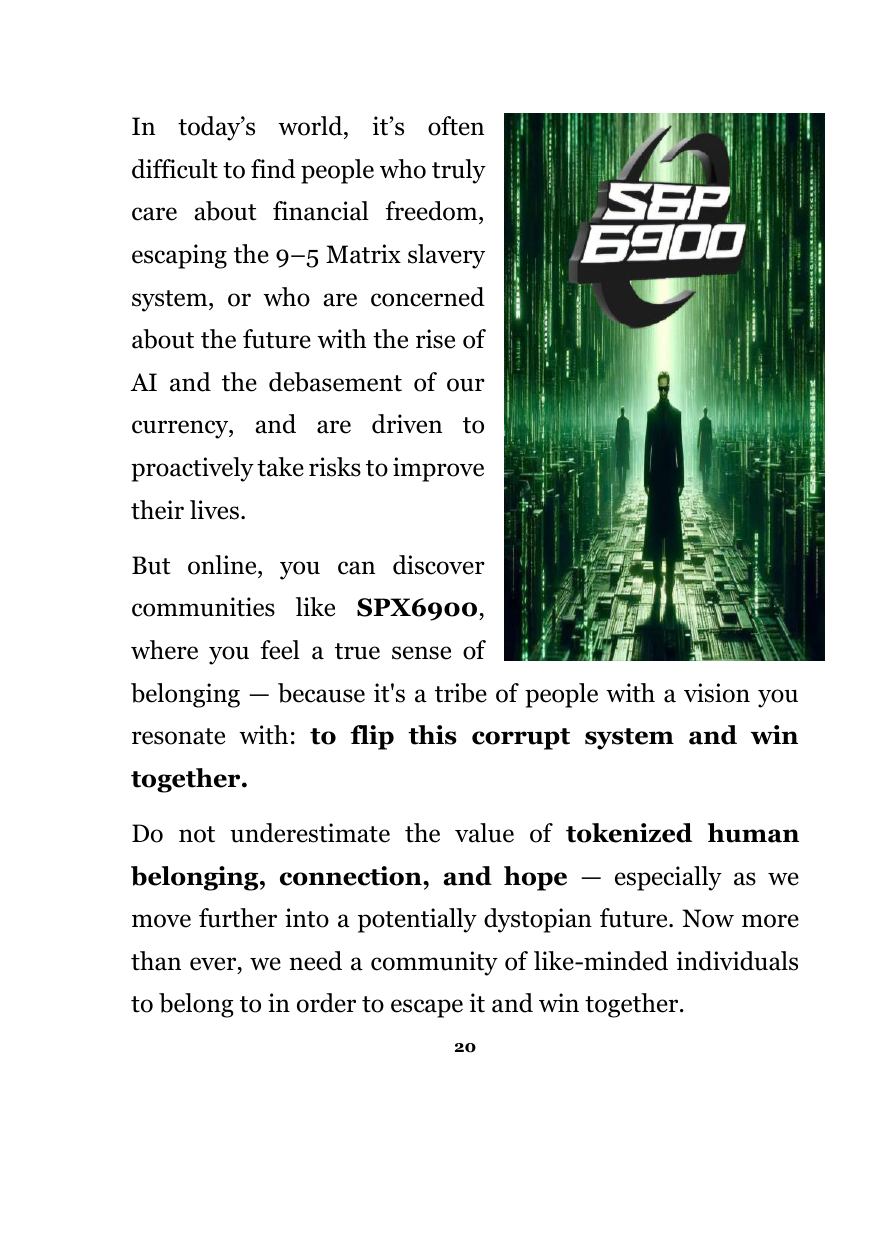 In today’s world, it’s often
difficult to find people who truly
care about financial freedom,
escaping the 9–5 Matrix slavery
system, or who are concerned
about the future with the rise of
AI and the debasement of our
currency, and are driven to
proactively take risks to improve
their lives.
S&P
6900
But online, you can discover
communities like SPX6900,
where you feel a true sense of
belonging — because it's a tribe of people with a vision you
resonate with: to flip this corrupt system and win
together.
Do not underestimate the value of tokenized human
belonging, connection, and hope — especially as we
move further into a potentially dystopian future. Now more
than ever, we need a community of like-minded individuals
to belong to in order to escape it and win together.
20